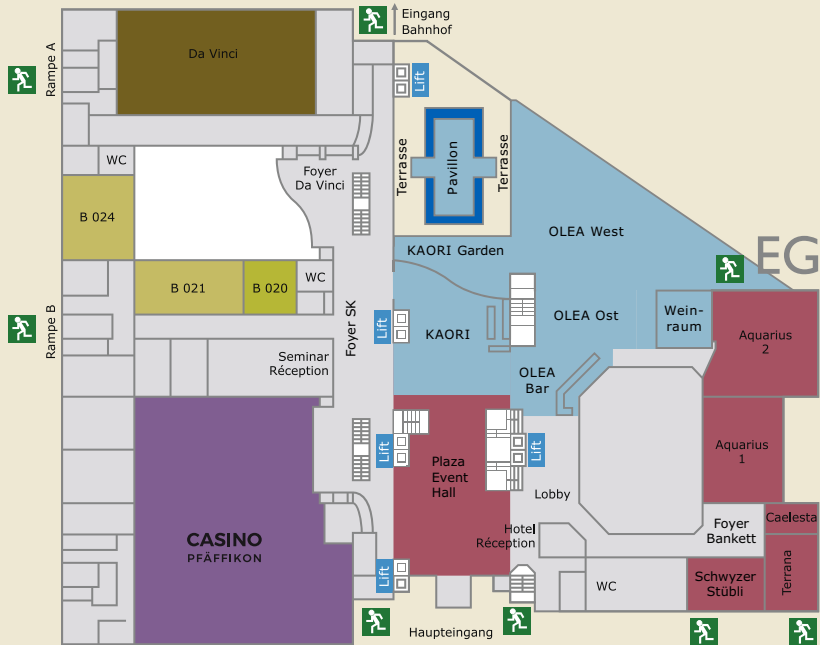 Eingang
Bahnhof
Rampe A
Da Vinci
Lift
Terrasse
Pavillon
Terrasse
WC
Foyer
Da Vinci
B 024
OLEA West
KAORI Garden
EG
B 021
B 020
WC
Rampe B
Foyer SK
Lift
KAORI
OLEA Ost
Wein-
raum
Aquarius
2
Seminar
Réception
OLEA
Bar
Lift
Plaza
Event
Hall
Lift
Aquarius
1
Lobby
CASINO
PFÄFFIKON
Hotel
Réception
Foyer
Bankett
Caelesta
Lift
WC
Schwyzer
Stübli
Terrana
Haupteingang